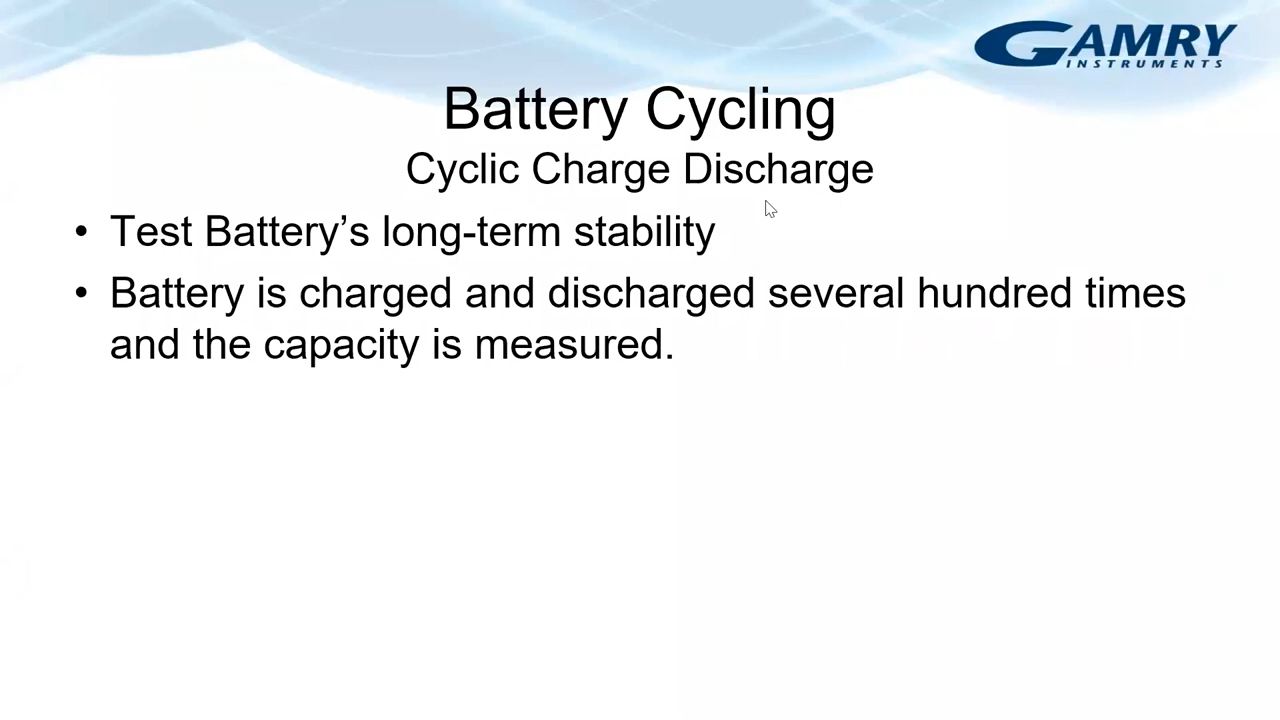 GAMRY
INSTRUMENTS
Battery Cycling
Cyclic Charge Discharge
• Test Battery’s long-term stability
• Battery is charged and discharged several hundred times
and the capacity is measured.